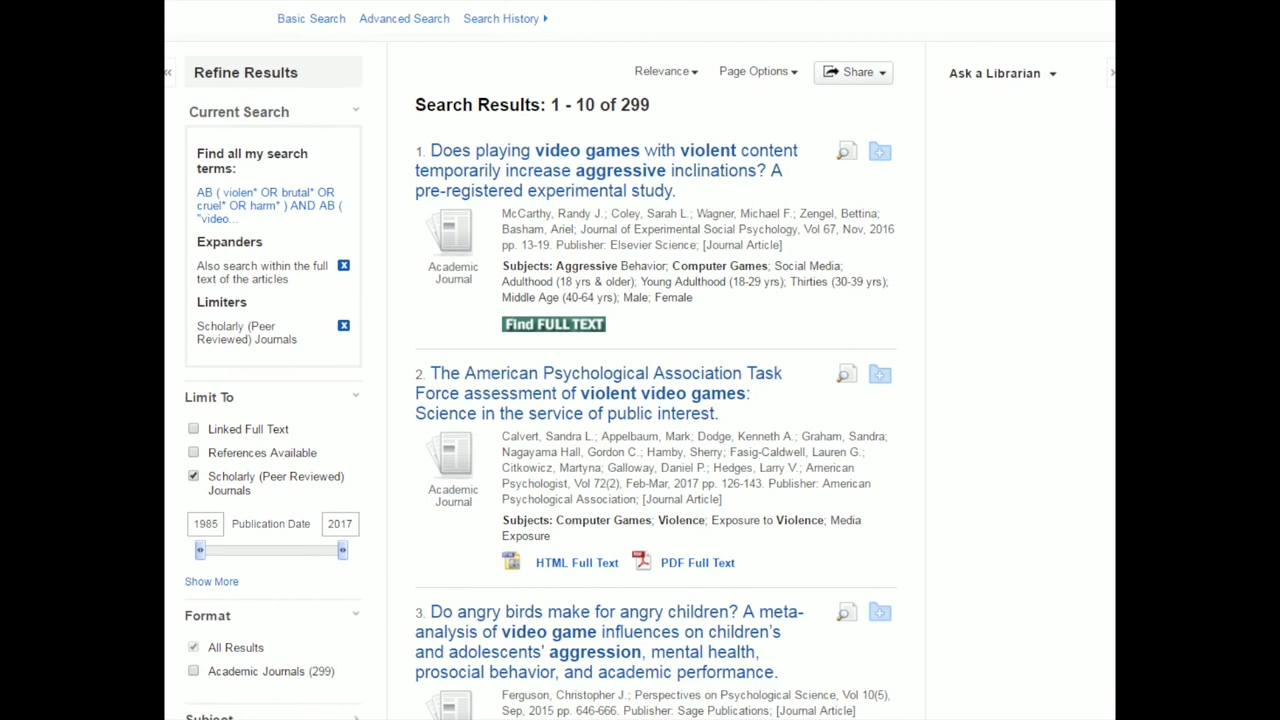 Basic Search Advanced Search Search History
Refine Results
Current Search
Find all my search
terms:
AB ( violen* OR brutal* OR
cruel* OR harm* ) AND AB (
"video...
Expanders
Also search within the full
text of the articles
Limiters
Scholarly (Peer
Reviewed) Journals
Limit To
Linked Full Text
References Available
Scholarly (Peer Reviewed)
Journals
1985 Publication Date 2017
Show More
Format
All Results
Academic Journals (299)
Subject
Relevance Page Options Share
Search Results: 1 - 10 of 299
1. Does playing video games with violent content
temporarily increase aggressive inclinations? A
pre-registered experimental study.
Academic
Journal
McCarthy, Randy J.; Coley, Sarah L.; Wagner, Michael F.; Zengel, Bettina;
Basham, Ariel; Journal of Experimental Social Psychology, Vol 67, Nov, 2016
pp. 13-19. Publisher: Elsevier Science; [Journal Article]
Subjects: Aggressive Behavior; Computer Games; Social Media;
Adulthood (18 yrs & older); Young Adulthood (18-29 yrs); Thirties (30-39 yrs);
Middle Age (40-64 yrs); Male; Female
Find FULL TEXT
2. The American Psychological Association Task
Force assessment of violent video games:
Science in the service of public interest.
Academic
Journal
Calvert, Sandra L.; Appelbaum, Mark; Dodge, Kenneth A.; Graham, Sandra;
Nagayama Hall, Gordon C.; Hamby, Sherry; Fasig-Caldwell, Lauren G.;
Citkowicz, Martyna; Galloway, Daniel P.; Hedges, Larry V.; American
Psychologist, Vol 72(2), Feb-Mar, 2017 pp. 126-143. Publisher: American
Psychological Association; [Journal Article]
Subjects: Computer Games; Violence; Exposure to Violence; Media
Exposure
HTML Full Text PDF Full Text
3. Do angry birds make for angry children? A meta-
analysis of video game influences on children's
and adolescents' aggression, mental health,
prosocial behavior, and academic performance.
Ferguson, Christopher J.; Perspectives on Psychological Science, Vol 10(5),
Sep, 2015 pp. 646-666. Publisher: Sage Publications; [Journal Article]
Ask a Librarian